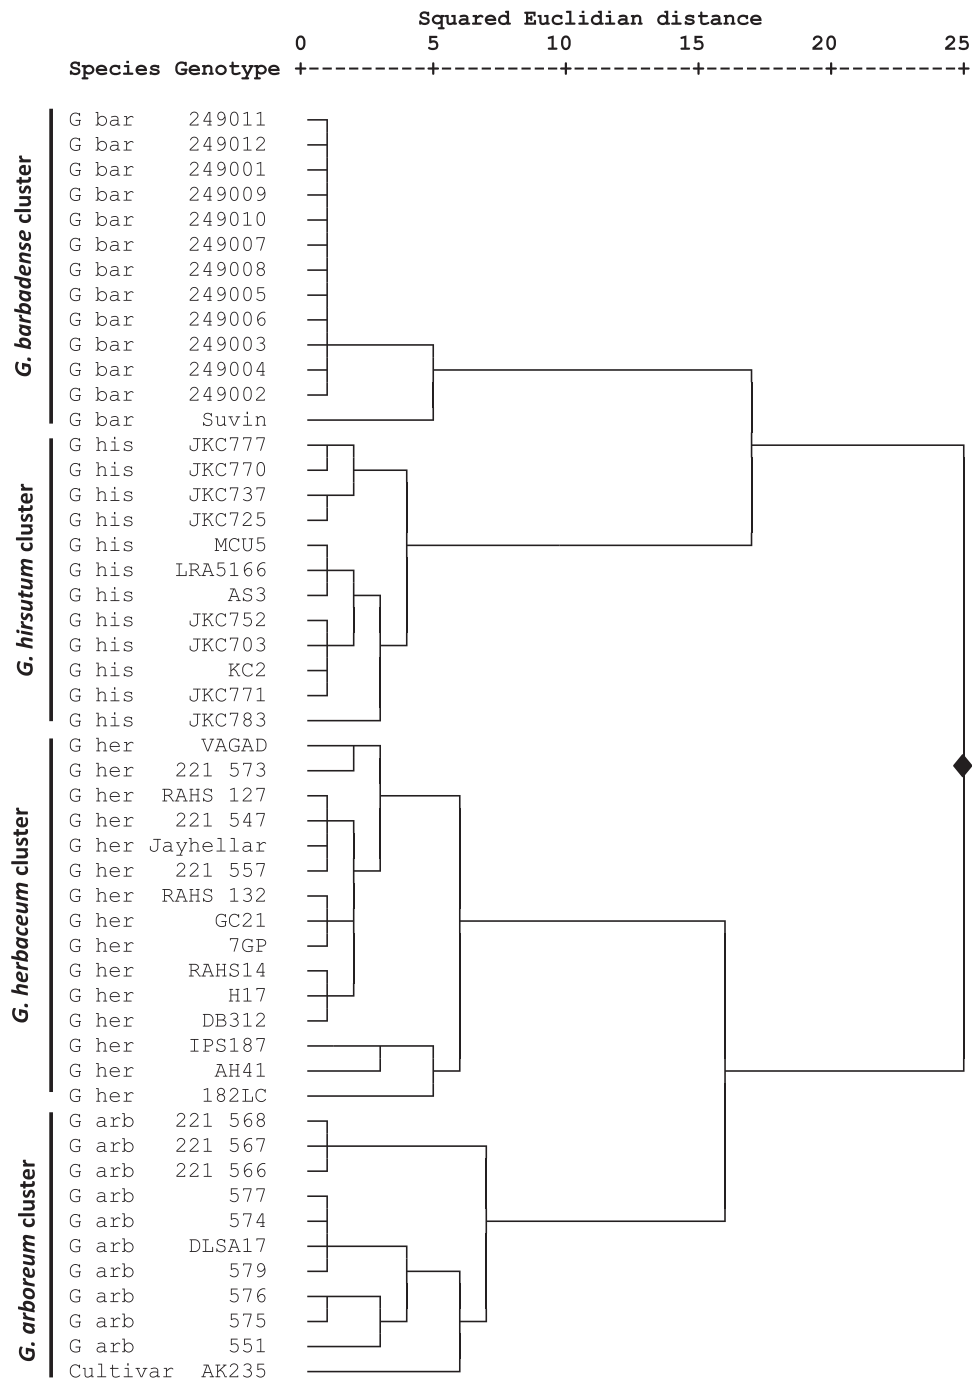 Squared Euclidian distance
0 5 10 15 20 25
Species Genotype +-----+-----+-----+-----+-----+
G bar 249011
G bar 249012
G bar 249001
G bar 249009
G bar 249010
G bar 249007
G bar 249008
G bar 249005
G bar 249006
G bar 249003
G bar 249004
G bar 249002
G bar Suvin
G his JKC777
G his JKC770
G his JKC737
G his JKC725
G his MCU5
G his LRA5166
G his AS3
G his JKC752
G his JKC703
G his KC2
G his JKC771
G his JKC783
G her VAGAD
G her 221 573
G her RAHS 127
G her 221 547
G her Jayhellar
G her 221 557
G her RAHS 132
G her GC21
G her 7GP
G her RAHS14
G her H17
G her DB312
G her IPS187
G her AH41
G her 182LC
G arb 221 568
G arb 221 567
G arb 221 566
G arb 577
G arb 574
G arb DLSA17
G arb 579
G arb 576
G arb 575
G arb 551
Cultivar AK235
G. barbadense cluster
G. hirsutum cluster
G. herbaceum cluster
G. arboreum cluster